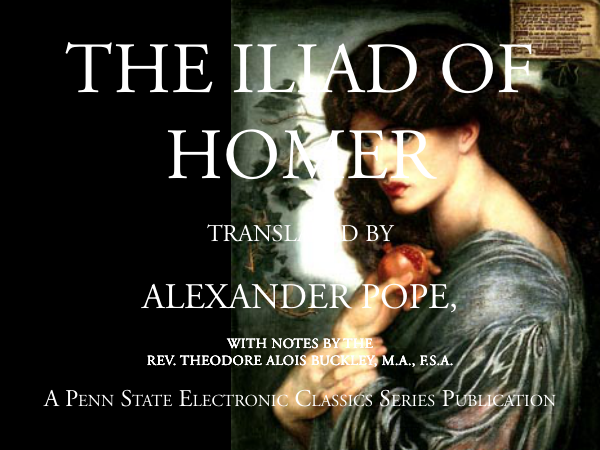 THE ILIAD OF
HOMER
TRANSLATED BY
ALEXANDER POPE,
WITH NOTES BY THE
REV. THEODORE ALOIS BUCKLEY, M.A., F.S.A.
A PENN STATE ELECTRONIC CLASSICS SERIES PUBLICATION